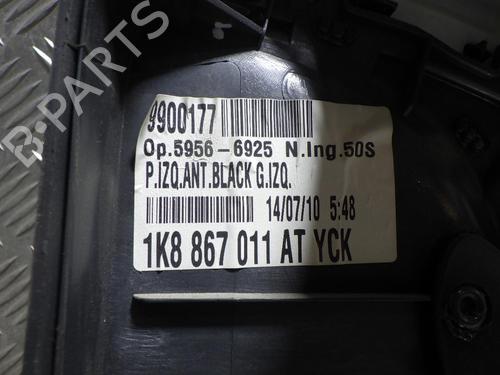 B-PARTS
9900177
Op.5956-6925 N.Ing.50S
P.IZQ.ANT.BLACK G.IZQ.
14/07/10 5:48
1K8 867 011 AT YCK